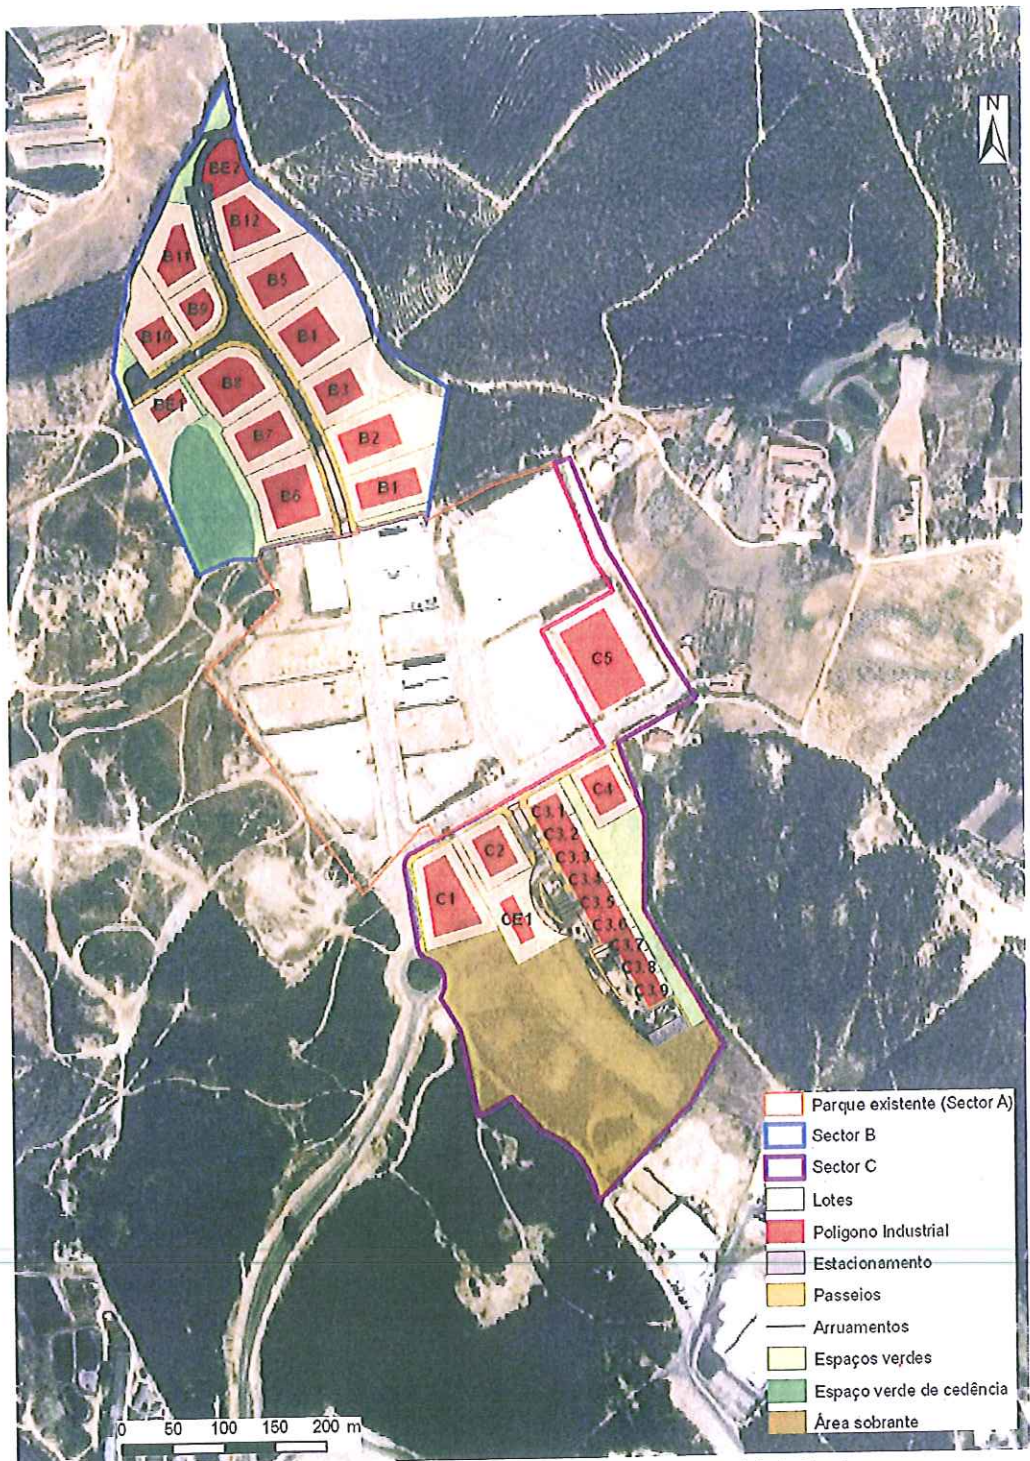 N
BE2
B12
B11
B5
B9
B10
B1
B3
B8
BE1
B7
B2
B6
B1
C5
C4
C3.1
C3.2
C3.3
C3.4
C3.5
C3.6
C3.7
C3.8
C3.9
C2
C1
CE1
Parque existente (Sector A)
Sector B
Sector C
Lotes
Poligono Industrial
Estacionamento
Passeios
Arruamentos
Espaços verdes
Espaço verde de cedência
Área sobrante
0 50 100 150 200 m